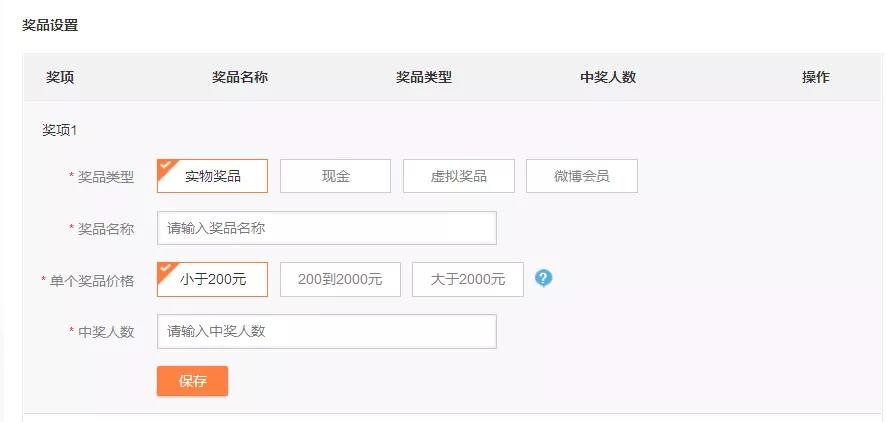 奖品设置
奖项 奖品名称 奖品类型 中奖人数 操作
奖项1
* 奖品类型 实物奖品 现金 虚拟奖品 微博会员
* 奖品名称 请输入奖品名称
* 单个奖品价格 小于200元 200到2000元 大于2000元 ?
* 中奖人数 请输入中奖人数
保存